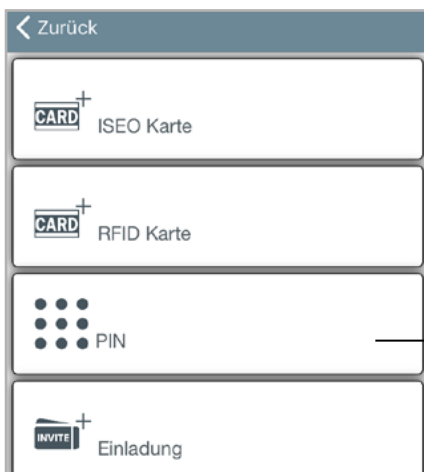 Zurück
CARD
ISEO Karte
CARD
RFID Karte
PIN
INVITE
Einladung